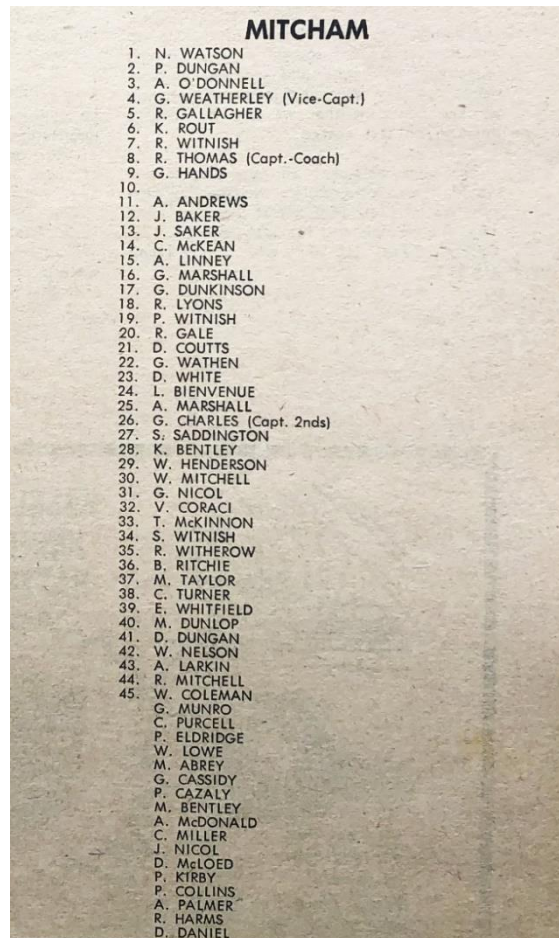 MITCHAM
1. N. WATSON
2. P. DUNGAN
3. A. O'DONNELL
4. G. WEATHERLEY (Vice-Capt.)
5. R. GALLAGHER
6. K. ROUT
7. R. WITNISH
8. R. THOMAS (Capt.-Coach)
9. G. HANDS
10.
11. A. ANDREWS
12. J. BAKER
13. J. SAKER
14. C. McKEAN
15. A. LINNEY
16. G. MARSHALL
17. G. DUNKINSON
18. R. LYONS
19. P. WITNISH
20. R. GALE
21. D. COUTTS
22. G. WATHEN
23. D. WHITE
24. L. BIENVENUE
25. A. MARSHALL
26. G. CHARLES (Capt. 2nds)
27. S. SADDINGTON
28. K. BENTLEY
29. W. HENDERSON
30. W. MITCHELL
31. G. NICOL
32. V. CORACI
33. T. McKINNON
34. S. WITNISH
35. R. WITHEROW
36. B. RITCHIE
37. M. TAYLOR
38. C. TURNER
39. E. WHITFIELD
40. M. DUNLOP
41. D. DUNGAN
42. W. NELSON
43. A. LARKIN
44. R. MITCHELL
45. W. COLEMAN
G. MUNRO
C. PURCELL
P. ELDRIDGE
W. LOWE
M. ABREY
G. CASSIDY
P. CAZALY
M. BENTLEY
A. McDONALD
C. MILLER
J. NICOL
D. McLOED
P. KIRBY
P. COLLINS
A. PALMER
R. HARMS
D. DANIEL